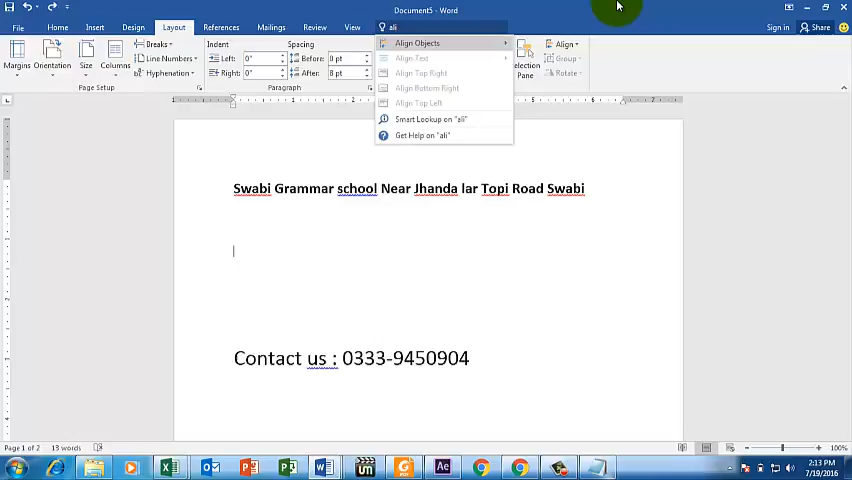 Document5 - Word
File Home Insert Design Layout References Mailings Review View ali Sign in Share
Margins Orientation Size Columns
Breaks
Line Numbers
Hyphenation
Page Setup
Indent
Left: 0"
Right: 0"
Spacing
Before: 0 pt
After: 8 pt
Paragraph
Align Objects
Align Text
Align Top Right
Align Bottom Right
Align Top Left
Smart Lookup on "ali"
Get Help on "ali"
Selection
Pane
Align
Group
Rotate
Swabi Grammar school Near Jhanda lar Topi Road Swabi
Contact us : 0333-9450904
Page 1 of 2 13 words
100%
2:13 PM
7/19/2016